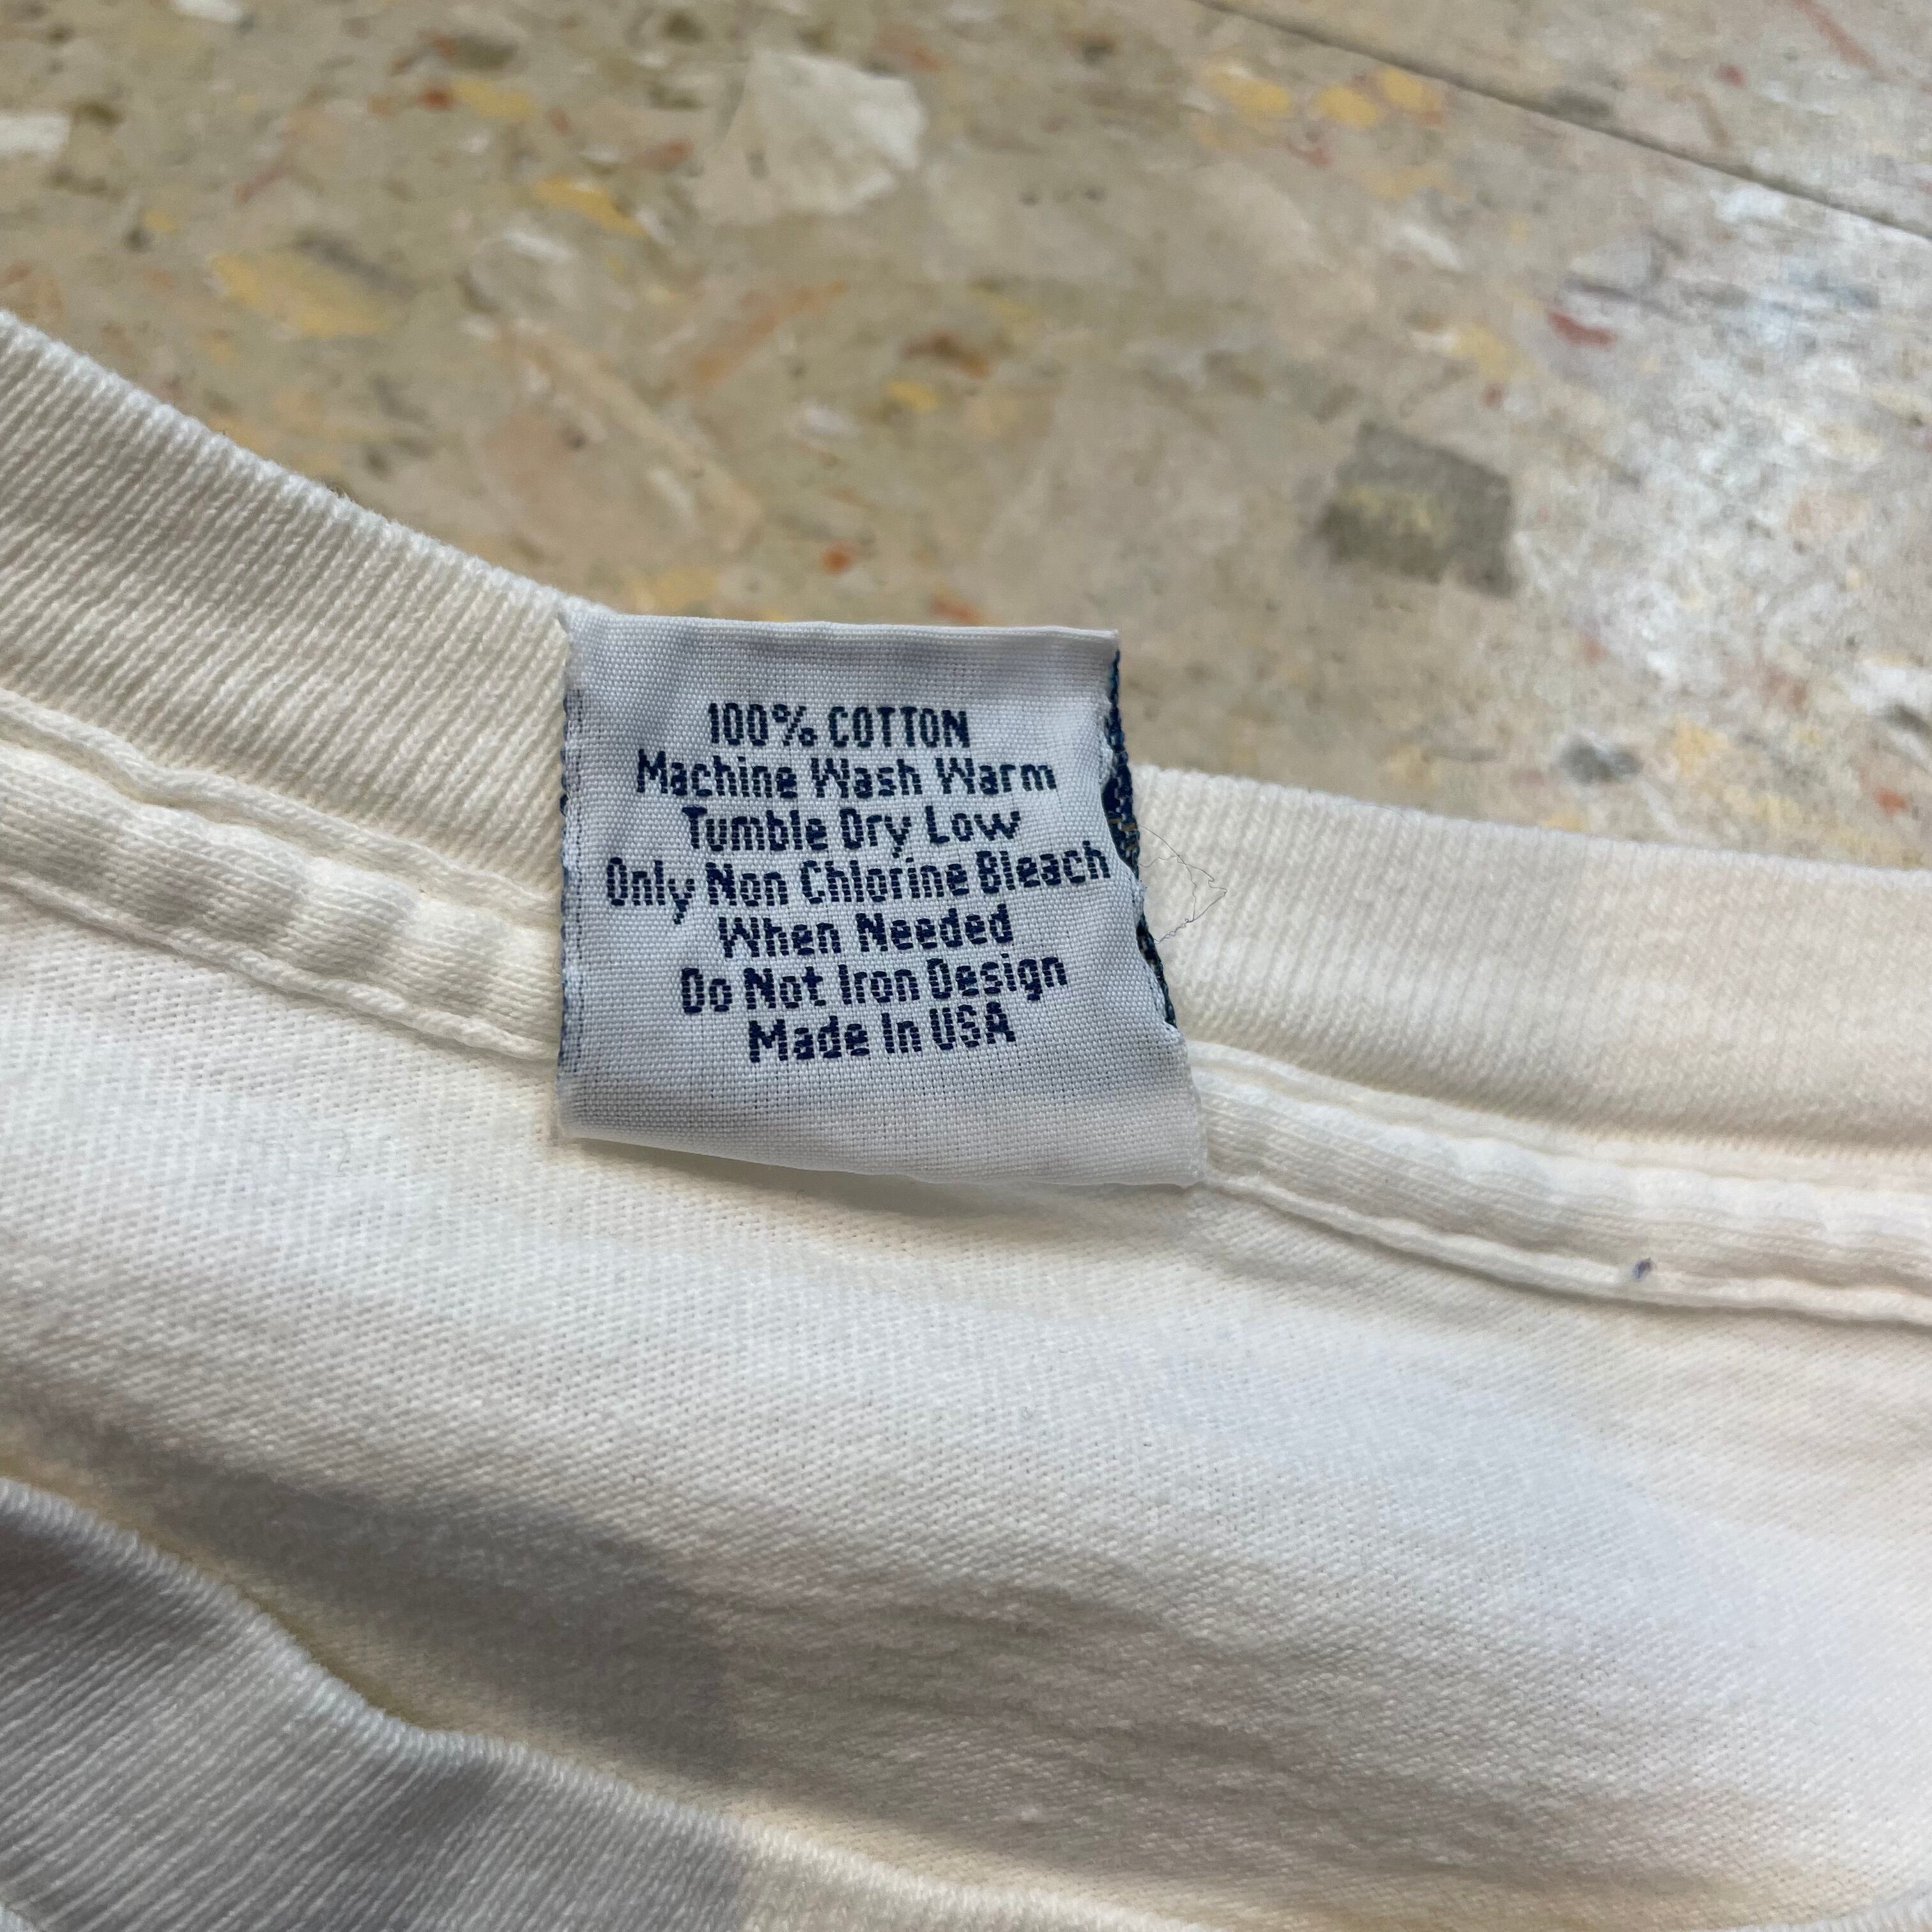 100% COTTON
Machine Wash Warm
Tumble Dry Low
Only Non Chlorine Bleach
When Needed
Do Not Iron Design
Made In USA